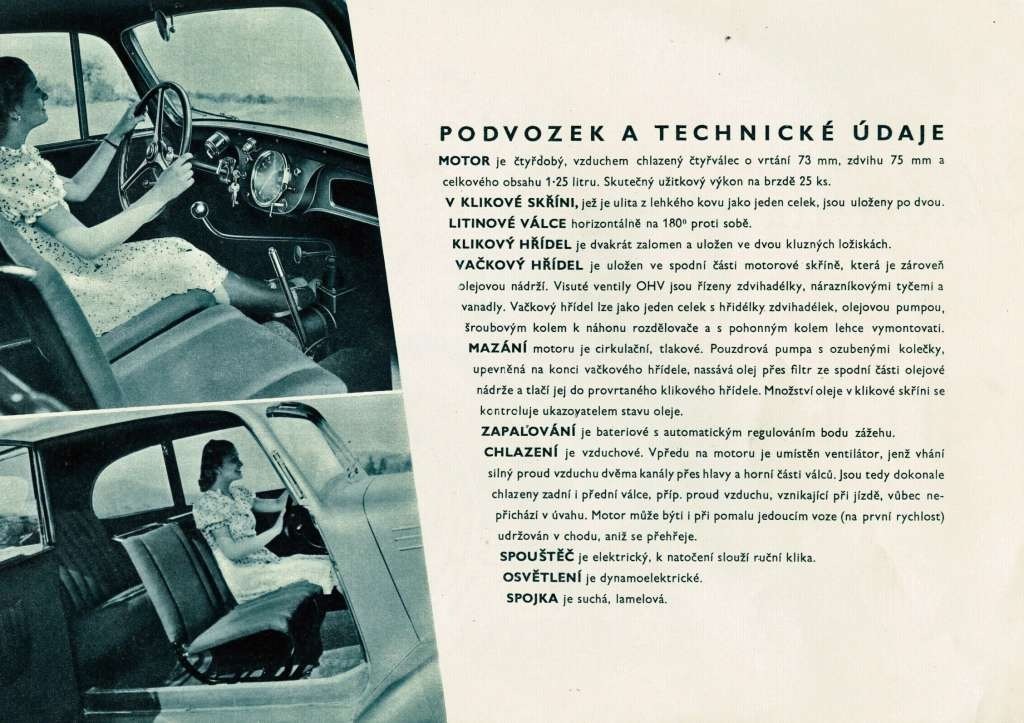 PODVOZEK A TECHNICKÉ ÚDAJE
MOTOR je čtyřdobý, vzduchem chlazený čtyřválec o vrtání 73 mm, zdvihu 75 mm a
celkového obsahu 1·25 litru. Skutečný užitkový výkon na brzdě 25 ks.
V KLIKOVÉ SKŘÍNI, jež je ulita z lehkého kovu jako jeden celek, jsou uloženy po dvou.
LITINOVÉ VÁLCE horizontálně na 180° proti sobě.
KLIKOVÝ HŘÍDEL je dvakrát zalomen a uložen ve dvou kluzných ložiskách.
VAČKOVÝ HŘÍDEL je uložen ve spodní části motorové skříně, která je zároveň
olejovou nádrží. Visuté ventily OHV jsou řízeny zdvihadélky, nárazníkovými tyčemi a
vanadly. Vačkový hřídel lze jako jeden celek s hřidélky zdvihadélek, olejovou pumpou,
šroubovým kolem k náhonu rozdělovače a s pohonným kolem lehce vymontovati.
MAZÁNÍ motoru je cirkulační, tlakové. Pouzdrová pumpa s ozubenými kolečky,
upevněná na konci vačkového hřídele, nassává olej přes filtr ze spodní části olejové
nádrže a tlačí jej do provrtaného klikového hřídele. Množství oleje v klikové skříni se
kontroluje ukazoyatelem stavu oleje.
ZAPAĽOVÁNÍ je bateriové s automatickým regulováním bodu zážehu.
CHLAZENÍ je vzduchové. Vpředu na motoru je umístěn ventilátor, jenž vhání
silný proud vzduchu dvěma kanály přes hlavy a horní části válců. Jsou tedy dokonale
chlazeny zadní i přední válce, příp. proud vzduchu, vznikající při jízdě, vůbec ne-
přichází v úvahu. Motor může býti i při pomalu jedoucím voze (na první rychlost)
udržován v chodu, aniž se přehřeje.
SPOUŠTĚČ je elektrický, k natočení slouží ruční klika.
OSVĚTLENÍ je dynamoelektrické.
SPOJKA je suchá, lamelová.